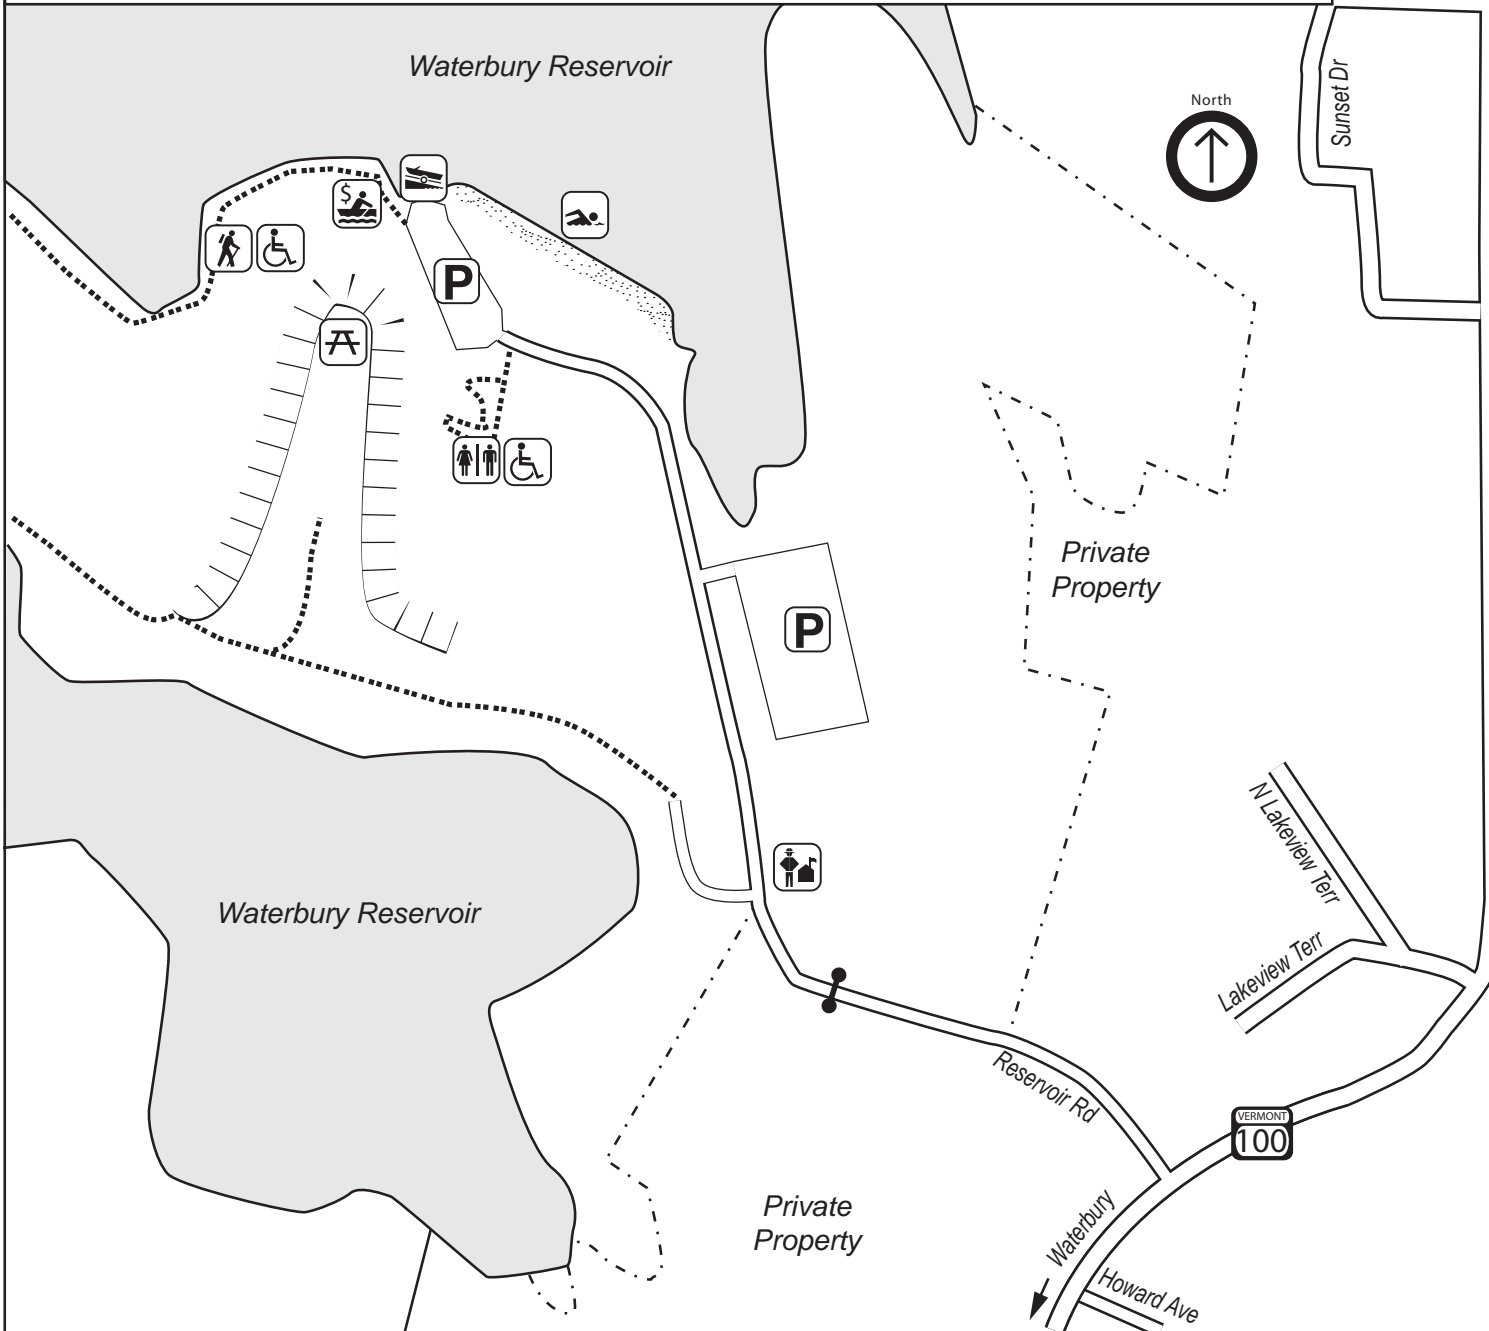 Waterbury Reservoir
Sunset Dr
North
$
P
Private
Property
P
N Lakeview Terr
Lakeview Terr
Waterbury Reservoir
Reservoir Rd
VERMONT
100
Private
Property
Waterbury
Howard Ave